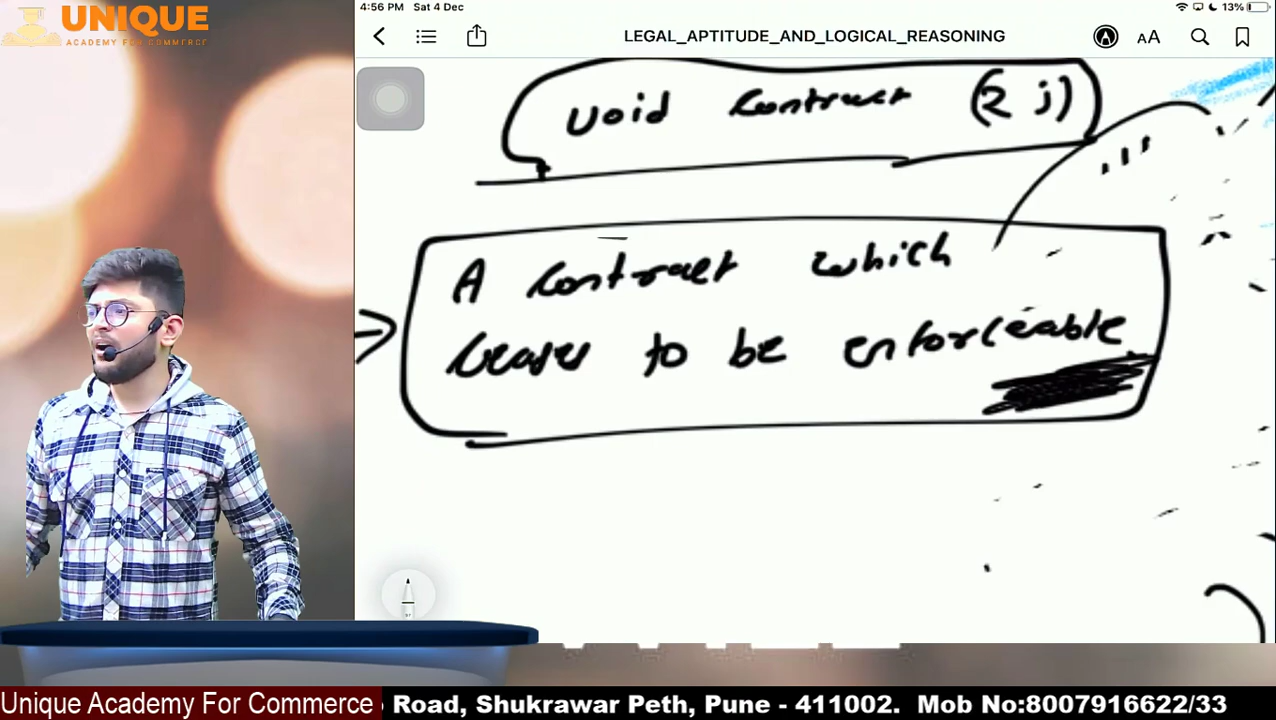 UNIQUE
ACADEMY FOR COMMERCE
4:56 PM Sat 4 Dec
13%
LEGAL_APTITUDE_AND_LOGICAL_REASONING
AA
void contract (2 j)
A contract which
ceases to be enforceable
Unique Academy For Commerce
Road, Shukrawar Peth, Pune - 411002. Mob No:8007916622/33